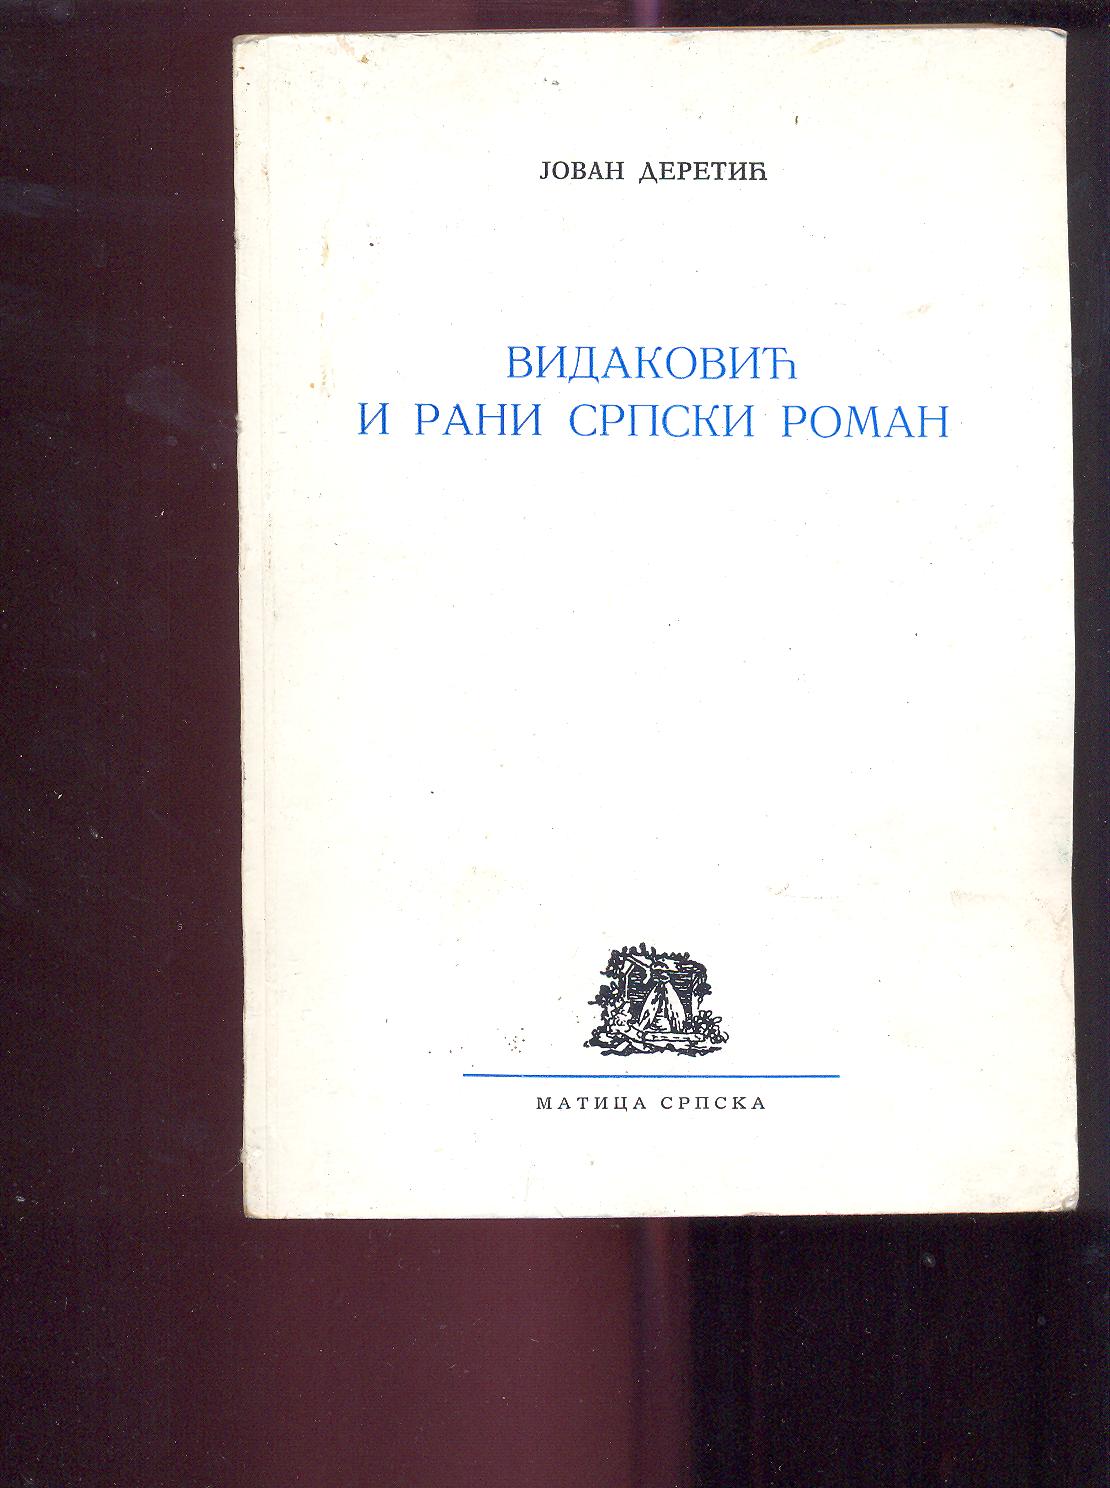 ЈОВАН ДЕРЕТИЋ
ВИДАКОВИЋ
И РАНИ СРПСКИ РОМАН
МАТИЦА СРПСКА